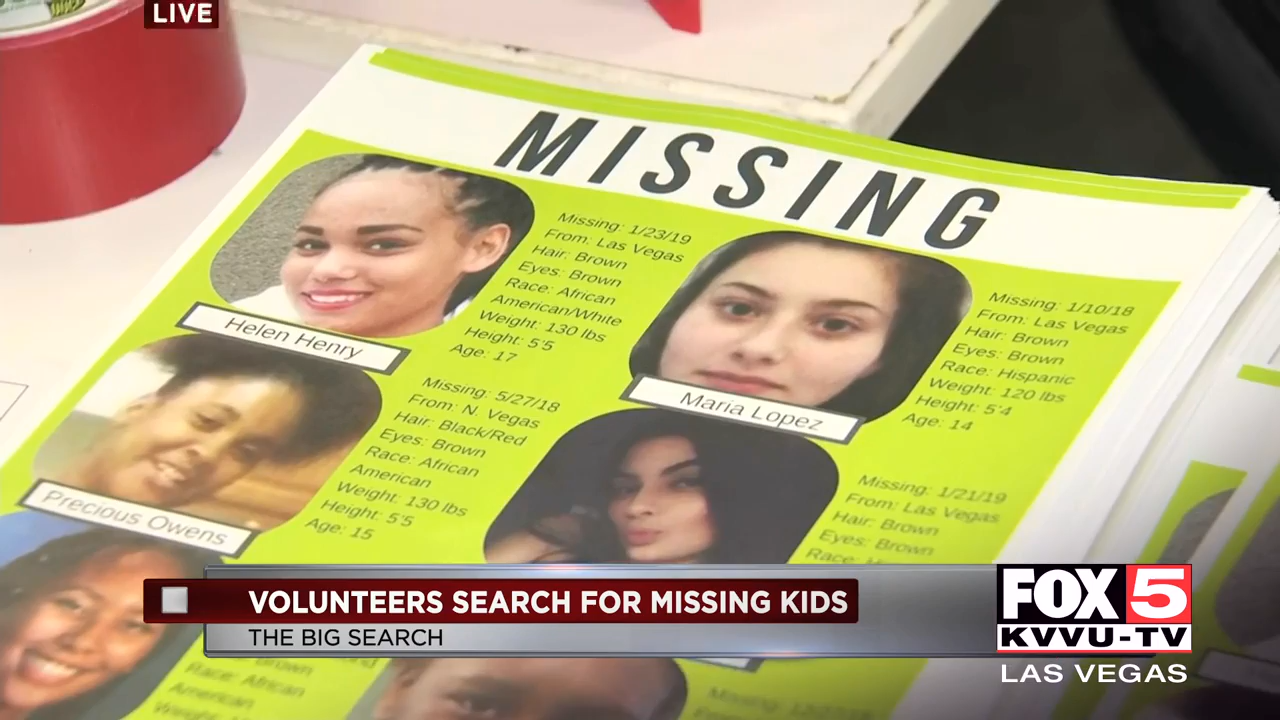 LIVE
MISSING
Missing: 1/23/19
From: Las Vegas
Hair: Brown
Eyes: Brown
Race: African
American/White
Weight: 130 lbs
Height: 5'5
Age: 17
Helen Henry
Missing: 1/10/18
From: Las Vegas
Hair: Brown
Eyes: Brown
Race: Hispanic
Weight: 120 lbs
Height: 5'4
Age: 14
Maria Lopez
Missing: 5/27/18
From: N. Vegas
Hair: Black/Red
Eyes: Brown
Race: African
American
Weight: 130 lbs
Height: 5'5
Age: 15
Precious Owens
Missing: 1/21/19
From: Las Vegas
Hair: Brown
Eyes: Brown
Race:
Brown
Race: African
American
VOLUNTEERS SEARCH FOR MISSING KIDS
THE BIG SEARCH
FOX 5
KVVU-TV
LAS VEGAS